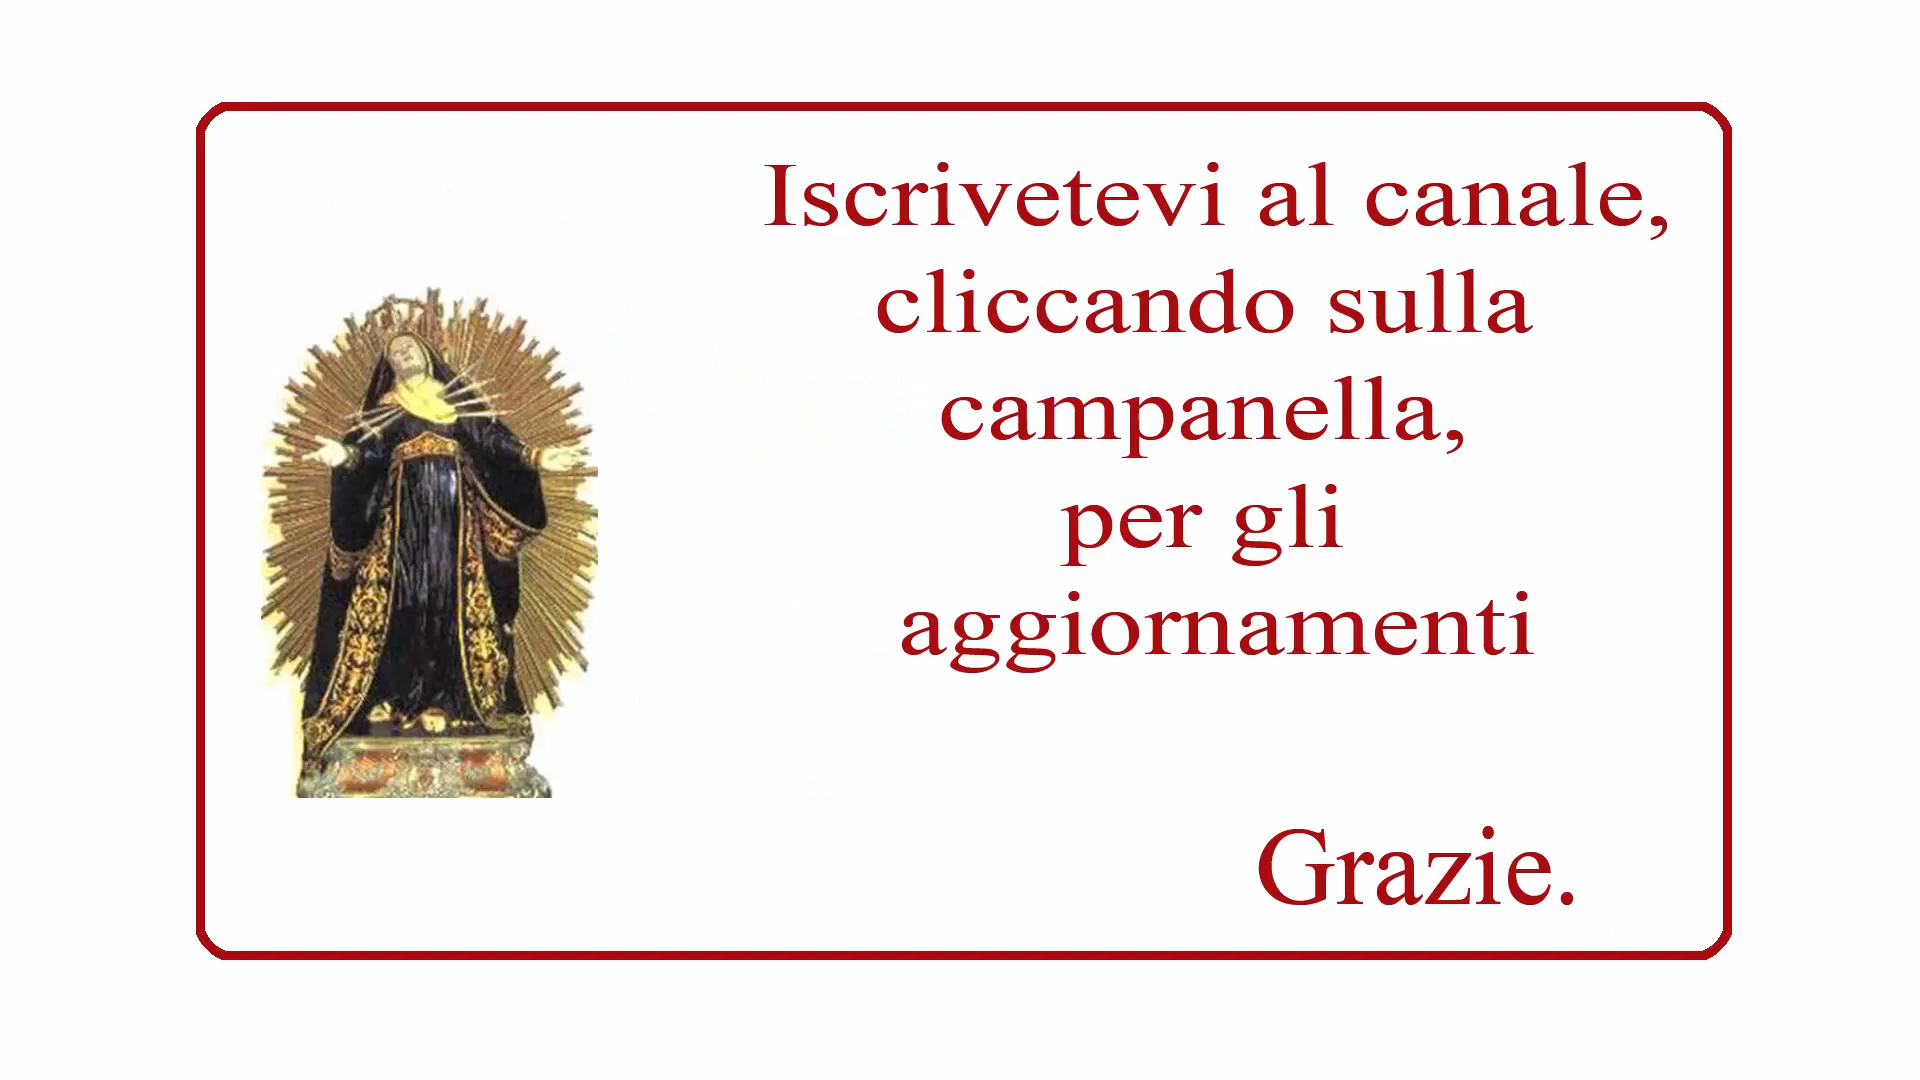 Iscrivetevi al canale,
cliccando sulla
campanella,
per gli
aggiornamenti
Grazie.